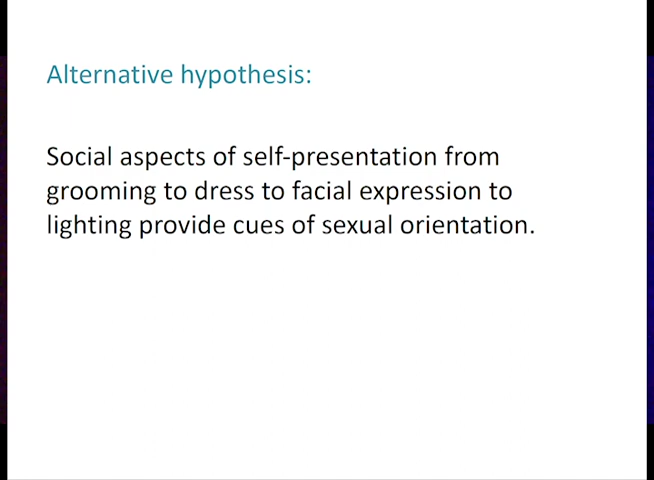 Alternative hypothesis:
Social aspects of self-presentation from
grooming to dress to facial expression to
lighting provide cues of sexual orientation.